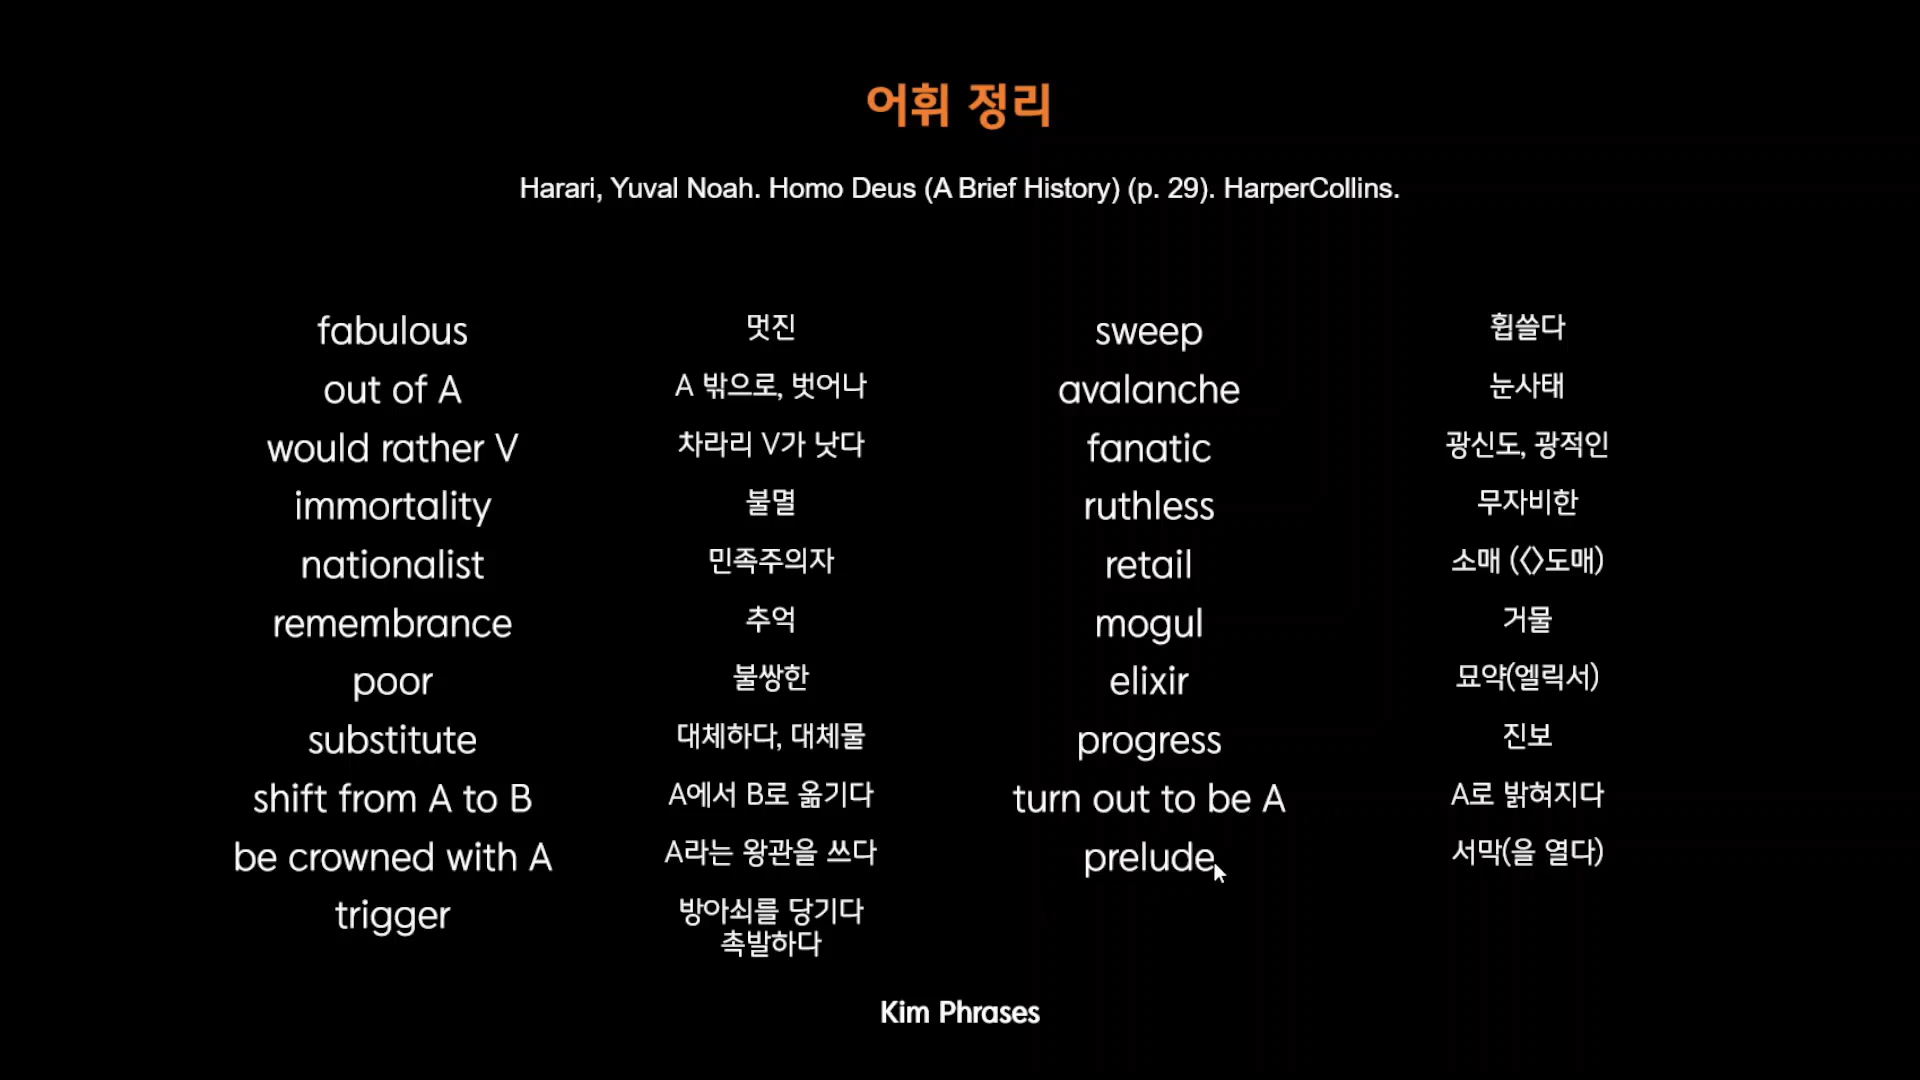 어휘 정리
Harari, Yuval Noah. Homo Deus (A Brief History) (p. 29). HarperCollins.
fabulous 멋진
out of A A 밖으로, 벗어나
would rather V 차라리 V가 낫다
immortality 불멸
nationalist 민족주의자
remembrance 추억
poor 불쌍한
substitute 대체하다, 대체물
shift from A to B A에서 B로 옮기다
be crowned with A A라는 왕관을 쓰다
trigger 방아쇠를 당기다
촉발하다
sweep 휩쓸다
avalanche 눈사태
fanatic 광신도, 광적인
ruthless 무자비한
retail 소매 (<>도매)
mogul 거물
elixir 묘약(엘릭서)
progress 진보
turn out to be A A로 밝혀지다
prelude 서막(을 열다)
Kim Phrases